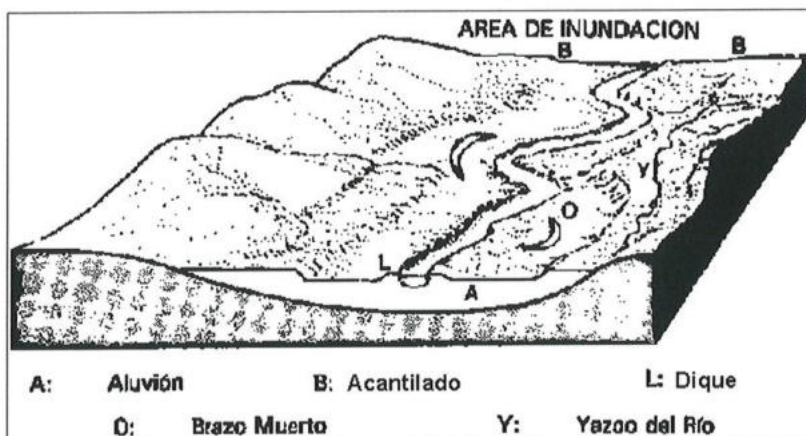 AREA DE INUNDACION
B B
Y
O
L
A
A: Aluvión B: Acantilado L: Dique
O: Brazo Muerto Y: Yazoo del Río